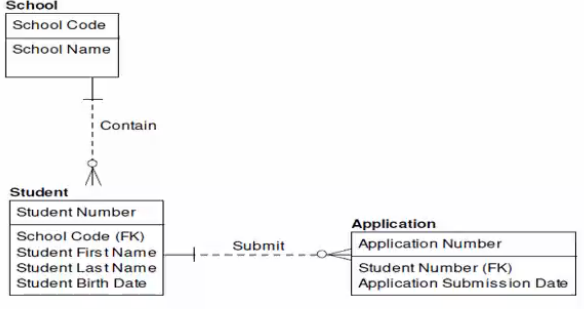 School
School Code
School Name
Contain
Student
Student Number
School Code (FK)
Student First Name
Student Last Name
Student Birth Date
Submit
Application
Application Number
Student Number (FK)
Application Submission Date